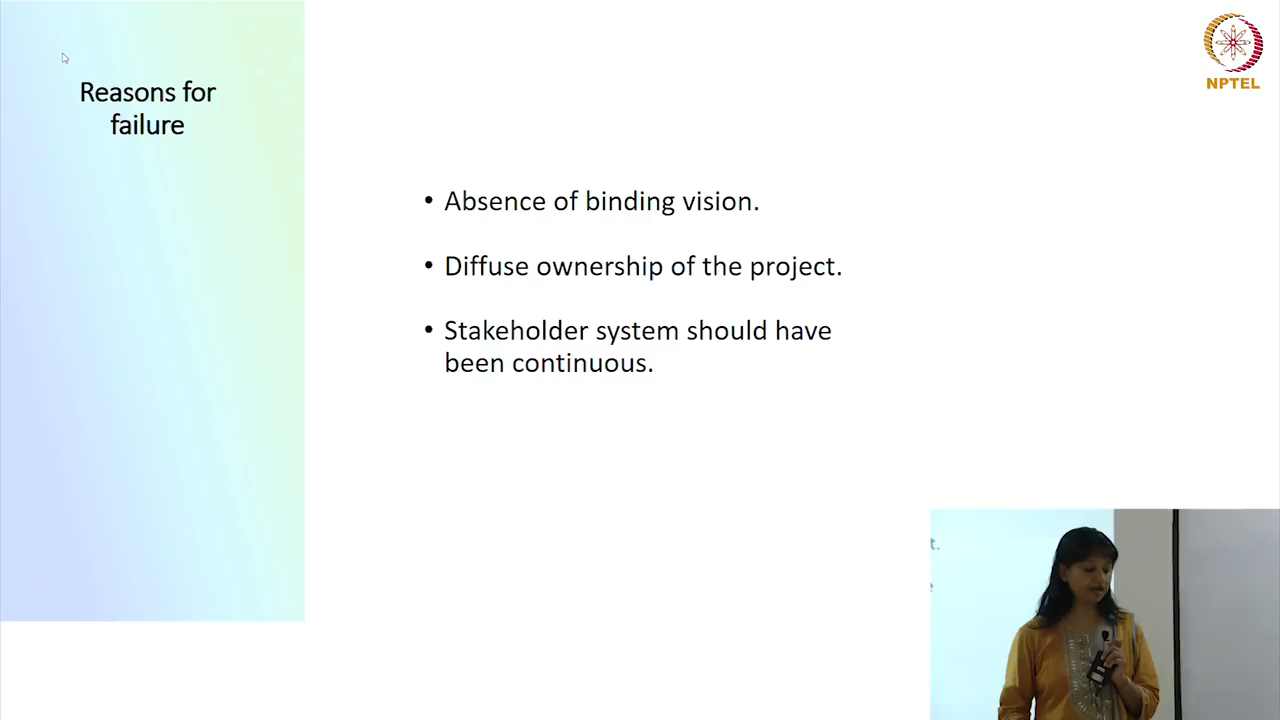 Reasons for
failure
NPTEL
• Absence of binding vision.
• Diffuse ownership of the project.
• Stakeholder system should have
been continuous.
t.
e